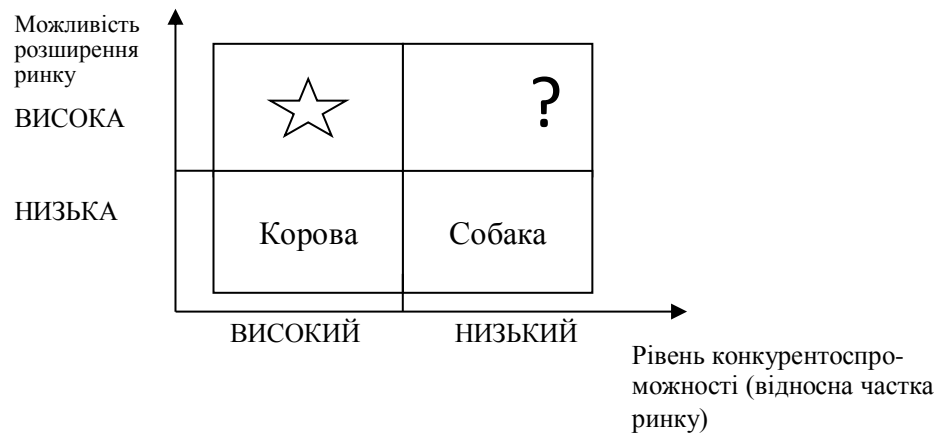 Можливість
розширення
ринку
ВИСОКА
?
НИЗЬКА
Корова
Собака
ВИСОКИЙ
НИЗЬКИЙ
Рівень конкурентоспро-
можності (відносна частка
ринку)